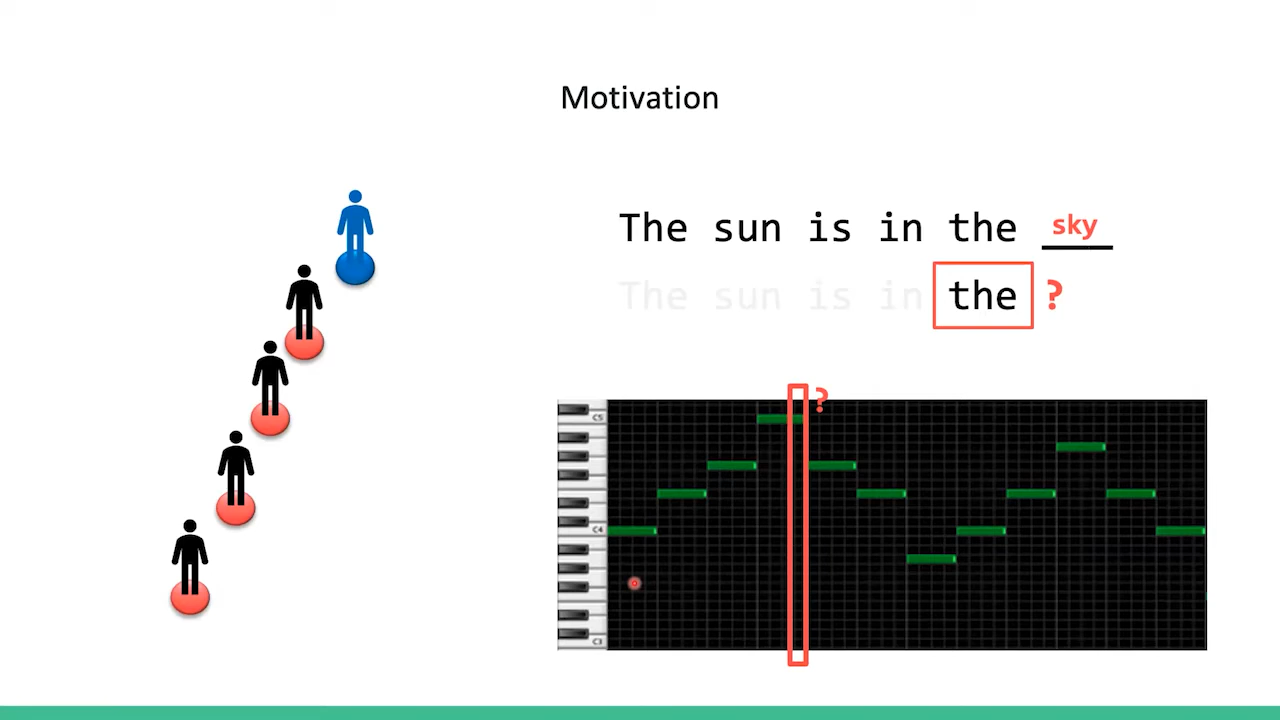 Motivation
The sun is in the sky
The sun is in the ?
?
C5
C4
C3